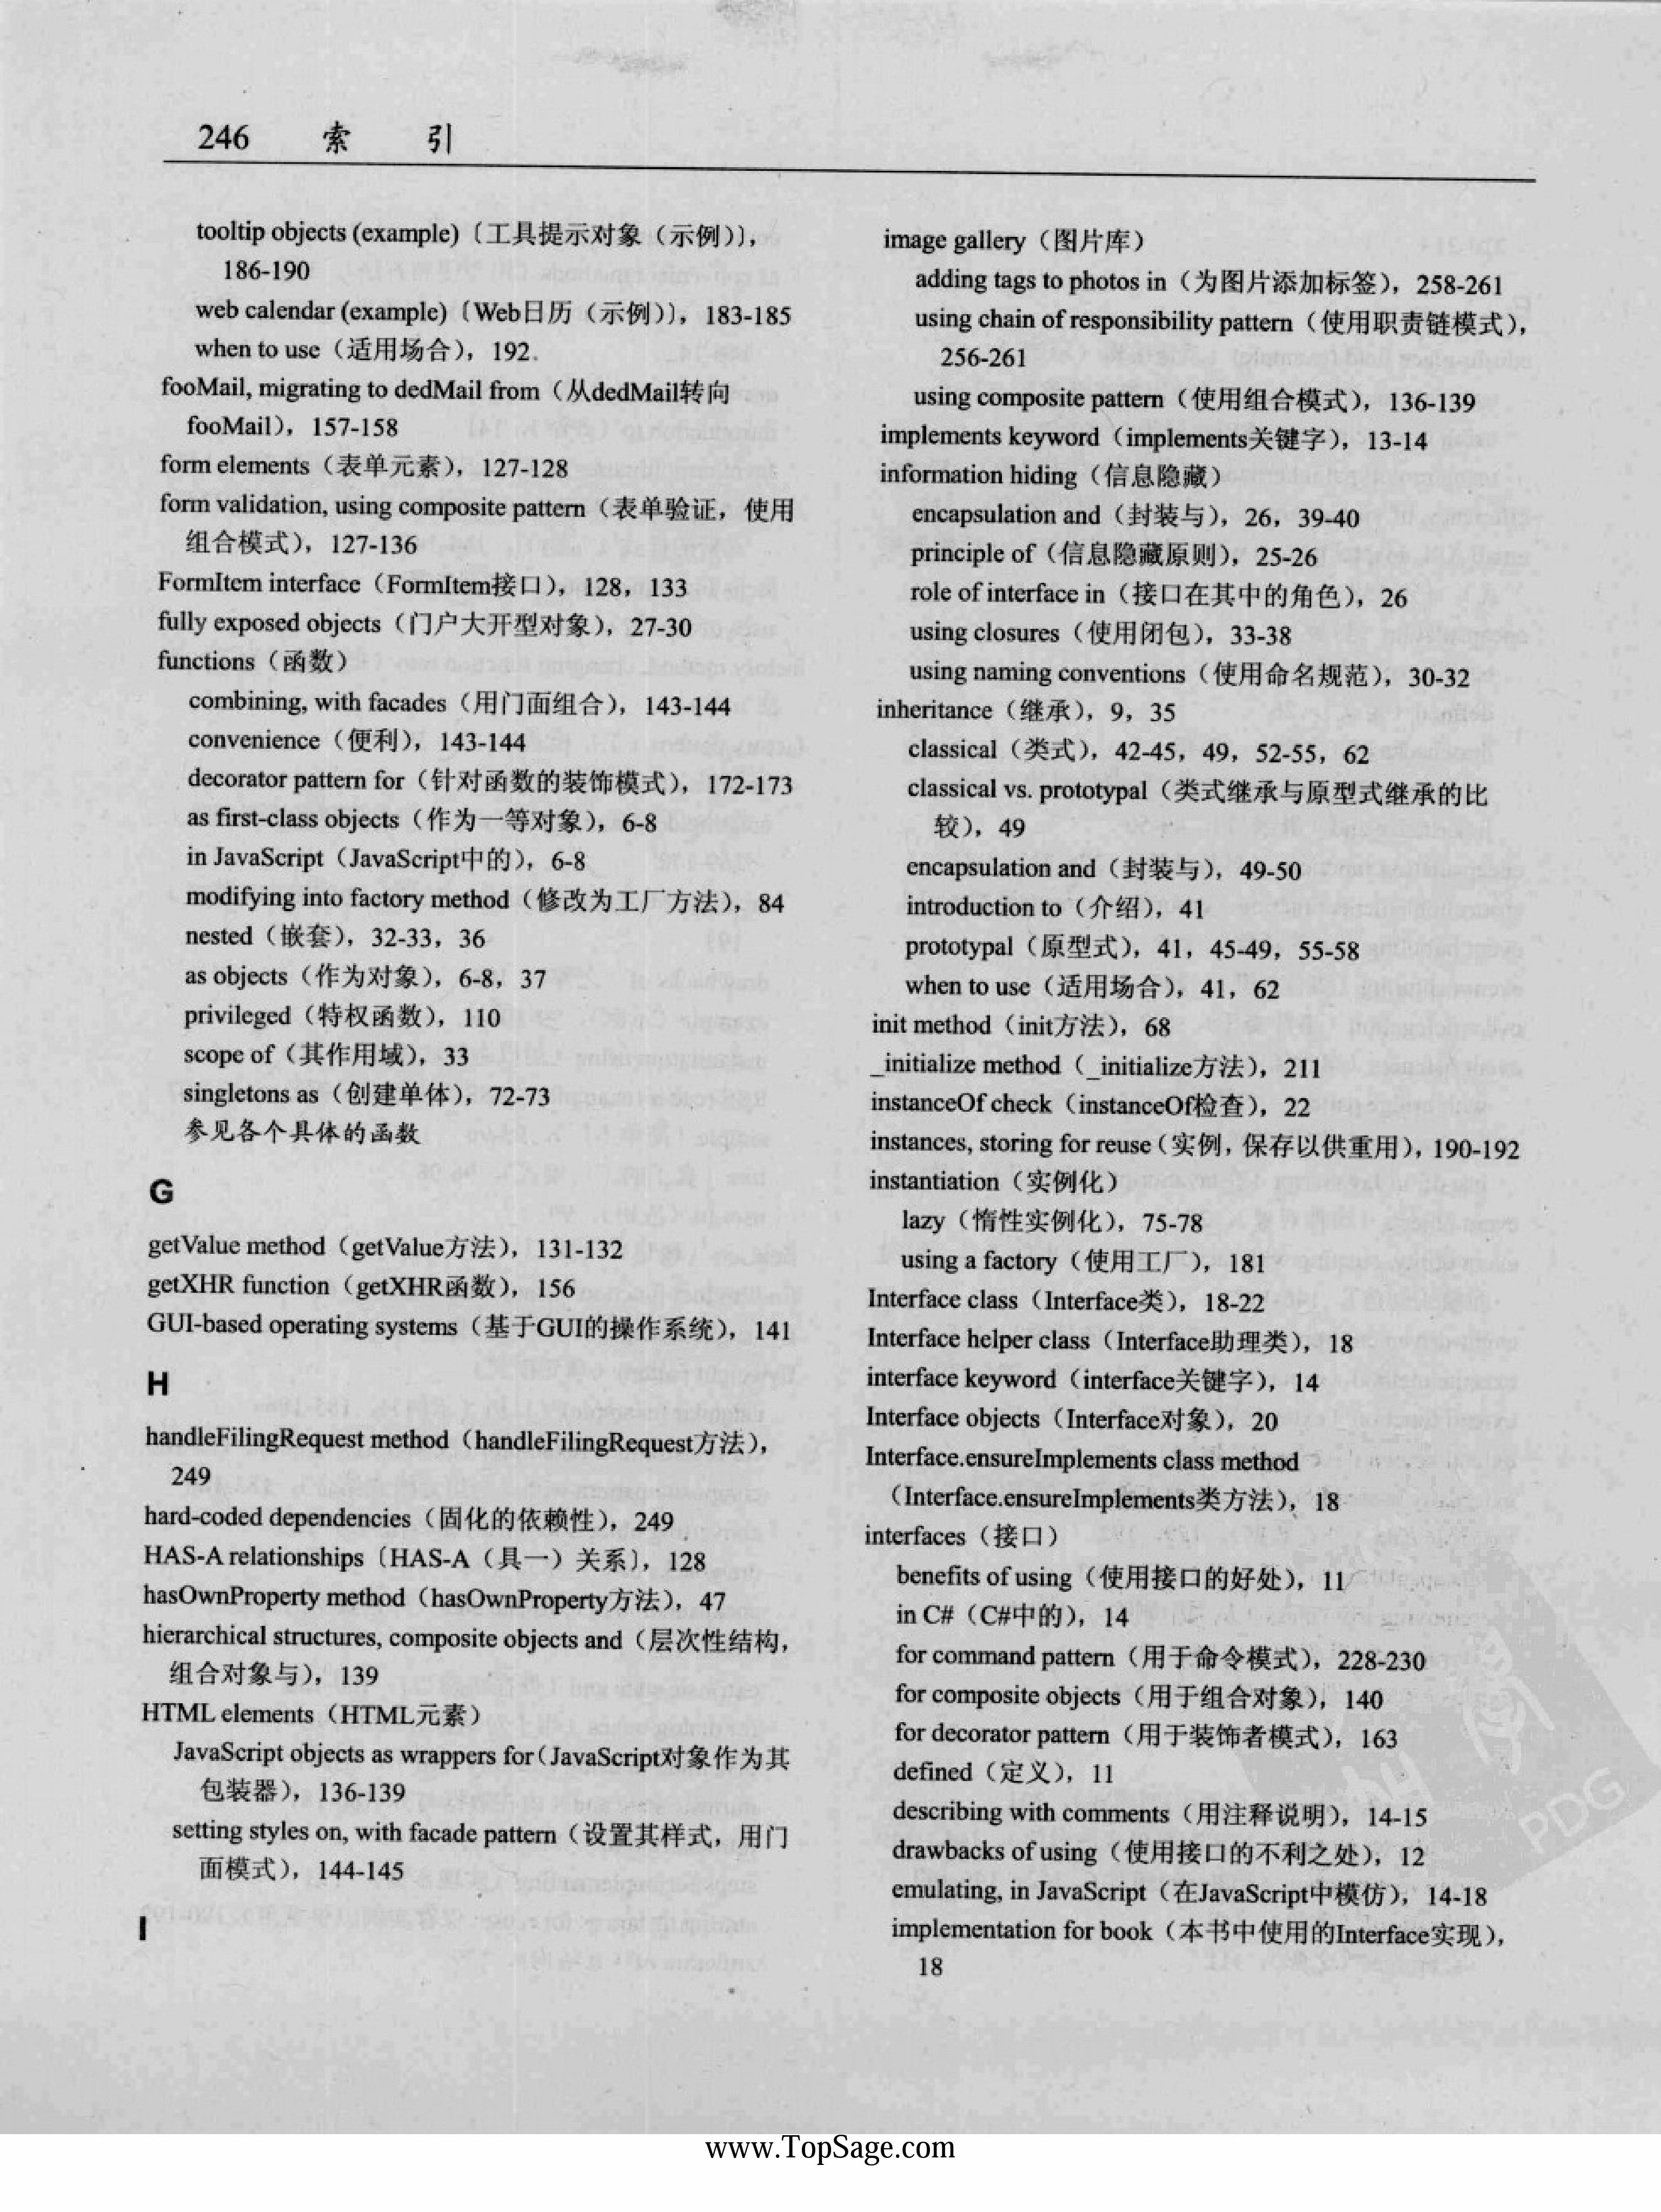 246 索 引
tooltip objects (example)〔工具提示对象（示例）〕，
186-190
web calendar (example)〔Web日历（示例）〕，183-185
when to use（适用场合），192.
fooMail, migrating to dedMail from（从dedMail转向
fooMail），157-158
form elements（表单元素），127-128
form validation, using composite pattern（表单验证，使用
组合模式），127-136
FormItem interface（FormItem接口），128，133
fully exposed objects（门户大开型对象），27-30
functions（函数）
combining, with facades（用门面组合），143-144
convenience（便利），143-144
decorator pattern for（针对函数的装饰模式），172-173
as first-class objects（作为一等对象），6-8
in JavaScript（JavaScript中的），6-8
modifying into factory method（修改为工厂方法），84
nested（嵌套），32-33，36
as objects（作为对象），6-8，37
privileged（特权函数），110
scope of（其作用域），33
singletons as（创建单体），72-73
参见各个具体的函数
G
getValue method（getValue方法），131-132
getXHR function（getXHR函数），156
GUI-based operating systems（基于GUI的操作系统），141
H
handleFilingRequest method（handleFilingRequest方法），
249
hard-coded dependencies（固化的依赖性），249
HAS-A relationships〔HAS-A（具一）关系〕，128
hasOwnProperty method（hasOwnProperty方法），47
hierarchical structures, composite objects and（层次性结构，
组合对象与），139
HTML elements（HTML元素）
JavaScript objects as wrappers for（JavaScript对象作为其
包装器），136-139
setting styles on, with facade pattern（设置其样式，用门
面模式），144-145
I
image gallery（图片库）
adding tags to photos in（为图片添加标签），258-261
using chain of responsibility pattern（使用职责链模式），
256-261
using composite pattern（使用组合模式），136-139
implements keyword（implements关键字），13-14
information hiding（信息隐藏）
encapsulation and（封装与），26，39-40
principle of（信息隐藏原则），25-26
role of interface in（接口在其中的角色），26
using closures（使用闭包），33-38
using naming conventions（使用命名规范），30-32
inheritance（继承），9，35
classical（类式），42-45，49，52-55，62
classical vs. prototypal（类式继承与原型式继承的比
较），49
encapsulation and（封装与），49-50
introduction to（介绍），41
prototypal（原型式），41，45-49，55-58
when to use（适用场合），41，62
init method（init方法），68
_initialize method（_initialize方法），211
instanceOf check（instanceOf检查），22
instances, storing for reuse（实例，保存以供重用），190-192
instantiation（实例化）
lazy（惰性实例化），75-78
using a factory（使用工厂），181
Interface class（Interface类），18-22
Interface helper class（Interface助理类），18
interface keyword（interface关键字），14
Interface objects（Interface对象），20
Interface.ensureImplements class method
（Interface.ensureImplements类方法），18
interfaces（接口）
benefits of using（使用接口的好处），11
in C#（C#中的），14
for command pattern（用于命令模式），228-230
for composite objects（用于组合对象），140
for decorator pattern（用于装饰者模式），163
defined（定义），11
describing with comments（用注释说明），14-15
drawbacks of using（使用接口的不利之处），12
emulating, in JavaScript（在JavaScript中模仿），14-18
implementation for book（本书中使用的Interface实现），
18
PDG
www.TopSage.com